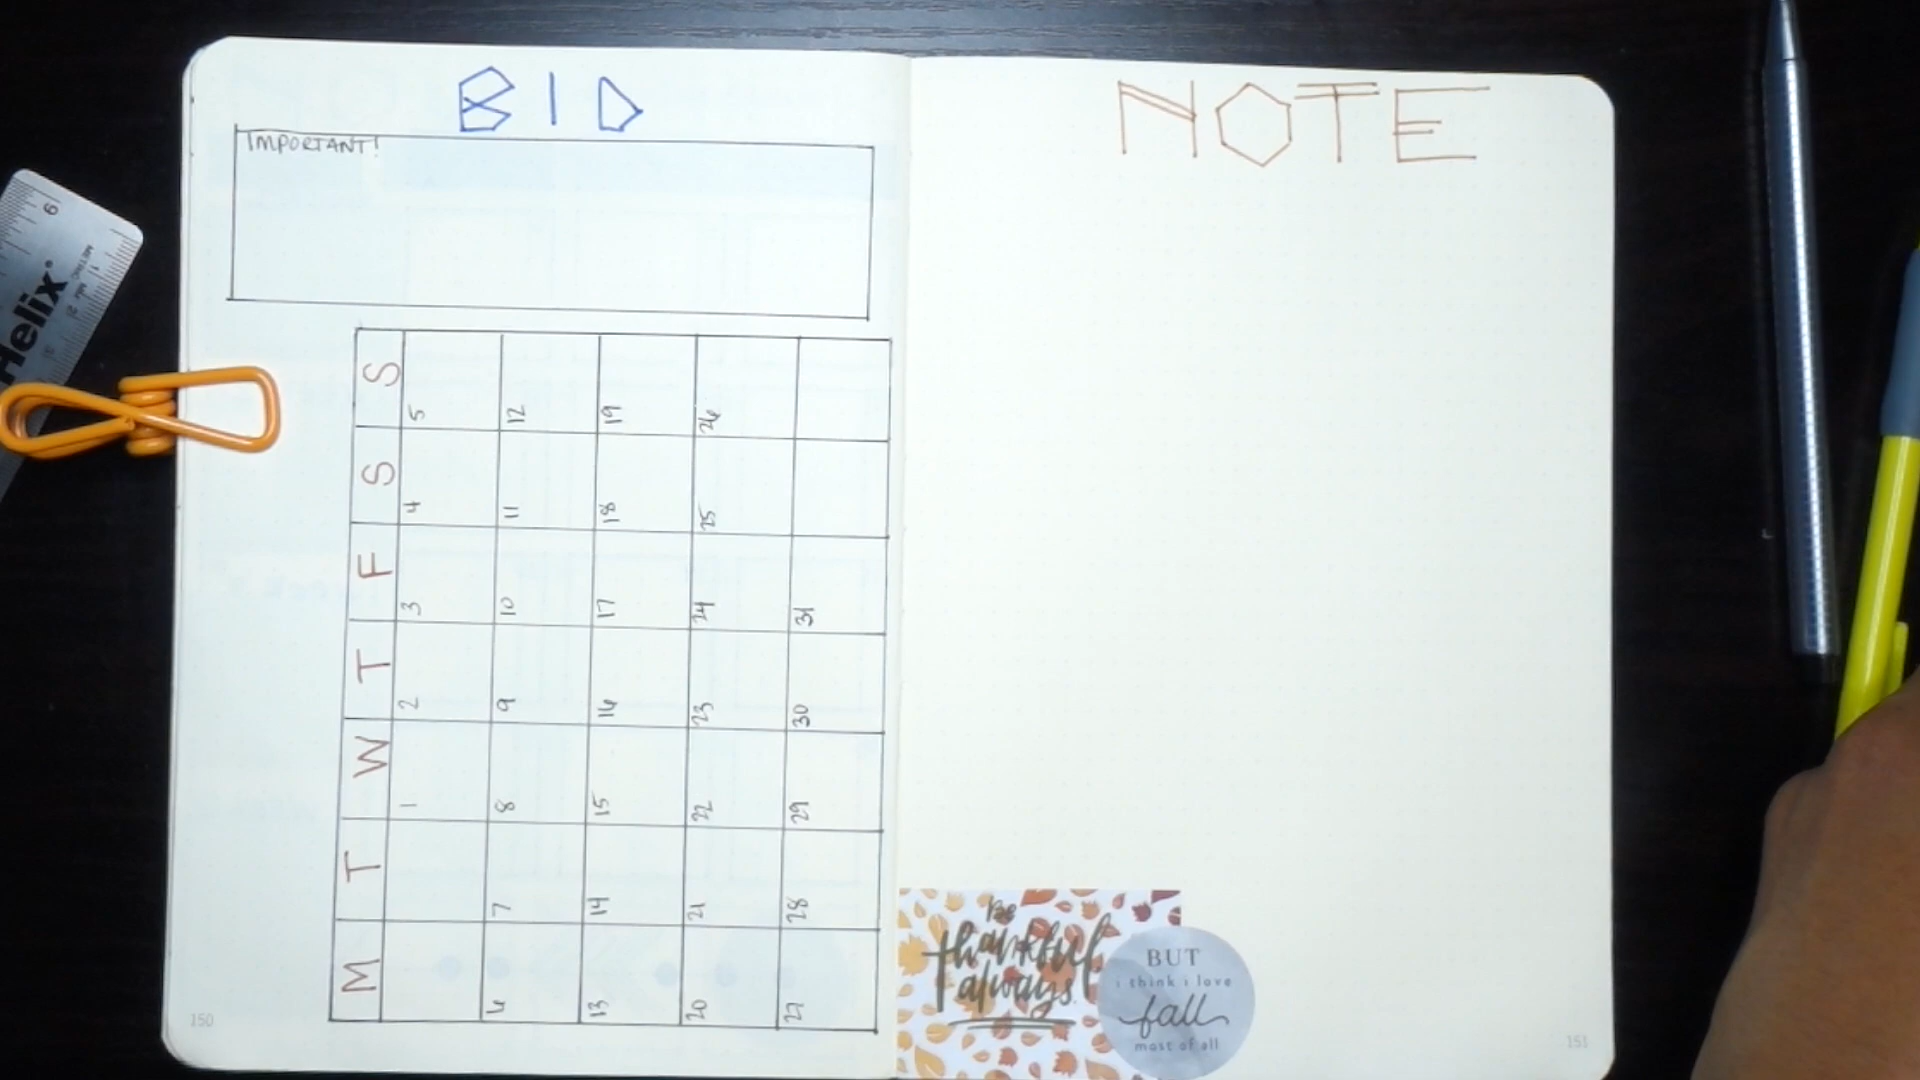 BID
IMPORTANT!
M T W T F S S
1 2 3 4 5
6 7 8 9 10 11 12
13 14 15 16 17 18 19
20 21 22 23 24 25 26
27 28 29 30 31
150
NOTE
Be
thankful
always.
BUT
i think i love
fall
most of all
151
Helix®